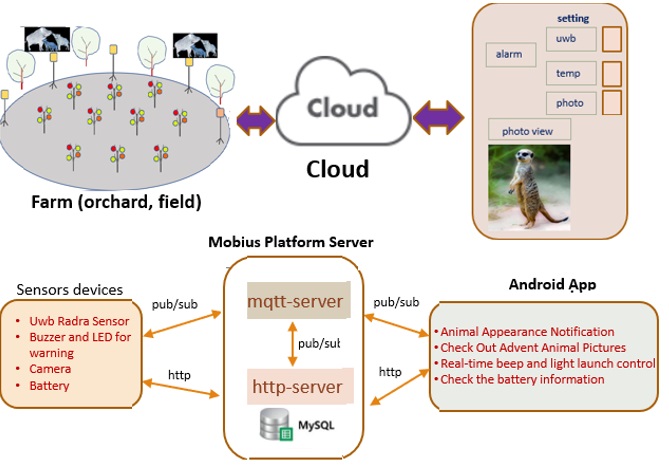 setting
uwb
alarm
temp
photo
photo view
Cloud
Cloud
Farm (orchard, field)
Mobius Platform Server
Sensors devices
Android App
pub/sub
mqtt-server
pub/sub
• Uwb Radra Sensor
• Buzzer and LED for
warning
• Camera
• Battery
pub/sub
• Animal Appearance Notification
• Check Out Advent Animal Pictures
• Real-time beep and light launch control
• Check the battery information
http
http-server
http
MySQL